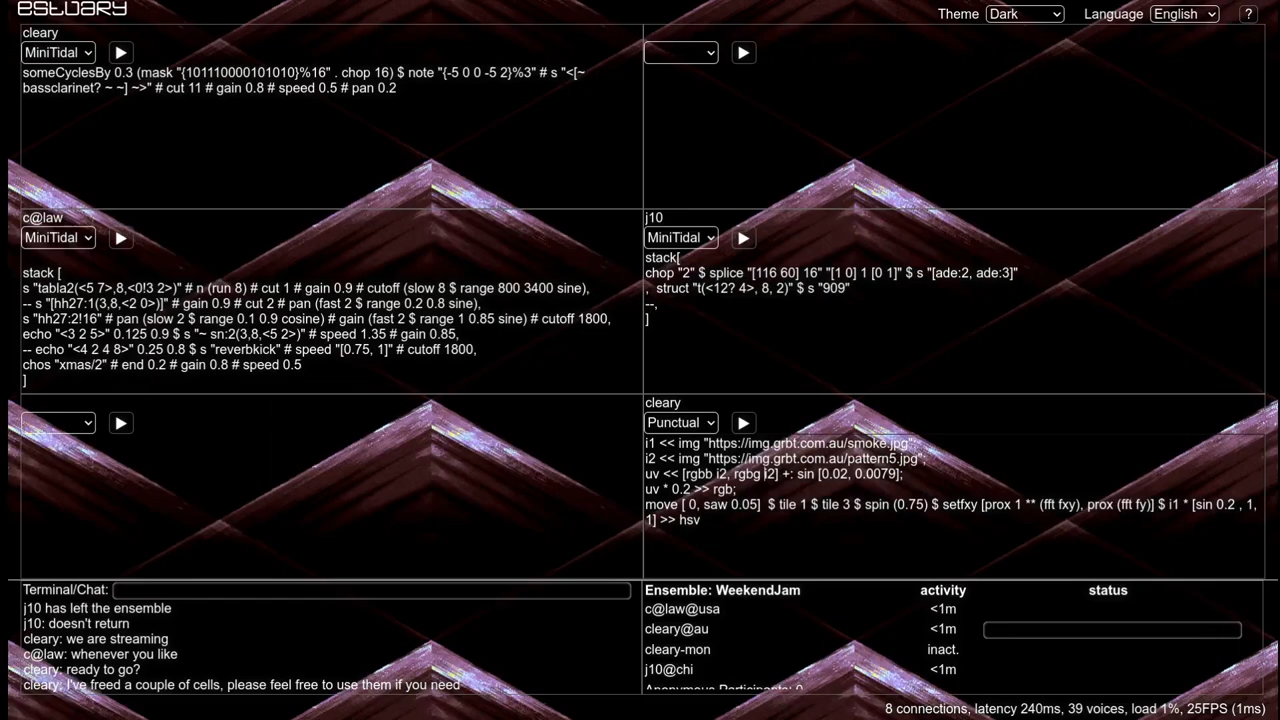 estuary
Theme Dark Language English ?
cleary
MiniTidal
someCyclesBy 0.3 (mask "{101110000101010}%16" . chop 16) $ note "{-5 0 0 -5 2}%3" # s "<[~
bassclarinet? ~ ~] ~>" # cut 11 # gain 0.8 # speed 0.5 # pan 0.2
c@law
MiniTidal
stack [
s "tabla2(<5 7>,8,<0!3 2>)" # n (run 8) # cut 1 # gain 0.9 # cutoff (slow 8 $ range 800 3400 sine),
-- s "[hh27:1(3,8,<2 0>)]" # gain 0.9 # cut 2 # pan (fast 2 $ range 0.2 0.8 sine),
s "hh27:2!16" # pan (slow 2 $ range 0.1 0.9 cosine) # gain (fast 2 $ range 1 0.85 sine) # cutoff 1800,
echo "<3 2 5>" 0.125 0.9 $ s "~ sn:2(3,8,<5 2>)" # speed 1.35 # gain 0.85,
-- echo "<4 2 4 8>" 0.25 0.8 $ s "reverbkick" # speed "[0.75, 1]" # cutoff 1800,
chos "xmas/2" # end 0.2 # gain 0.8 # speed 0.5
]
j10
MiniTidal
stack[
chop "2" $ splice "[116 60] 16" "[1 0] 1 [0 1]" $ s "[ade:2, ade:3]"
, struct "t(<12? 4>, 8, 2)" $ s "909"
--,
]
cleary
Punctual
i1 << img "https://img.grbt.com.au/smoke.jpg";
i2 << img "https://img.grbt.com.au/pattern5.jpg";
uv << [rgbb i2, rgbg i2] +: sin [0.02, 0.0079];
uv * 0.2 >> rgb;
move [ 0, saw 0.05] $ tile 1 $ tile 3 $ spin (0.75) $ setfxy [prox 1 ** (fft fxy), prox (fft fy)] $ i1 * [sin 0.2 , 1,
1] >> hsv
Terminal/Chat:
j10 has left the ensemble
j10: doesn't return
cleary: we are streaming
c@law: whenever you like
cleary: ready to go?
cleary: I've freed a couple of cells, please feel free to use them if you need
Ensemble: WeekendJam activity status
c@law@usa <1m
cleary@au <1m
cleary-mon inact.
j10@chi <1m
Anonymous Participants: 0
8 connections, latency 240ms, 39 voices, load 1%, 25FPS (1ms)